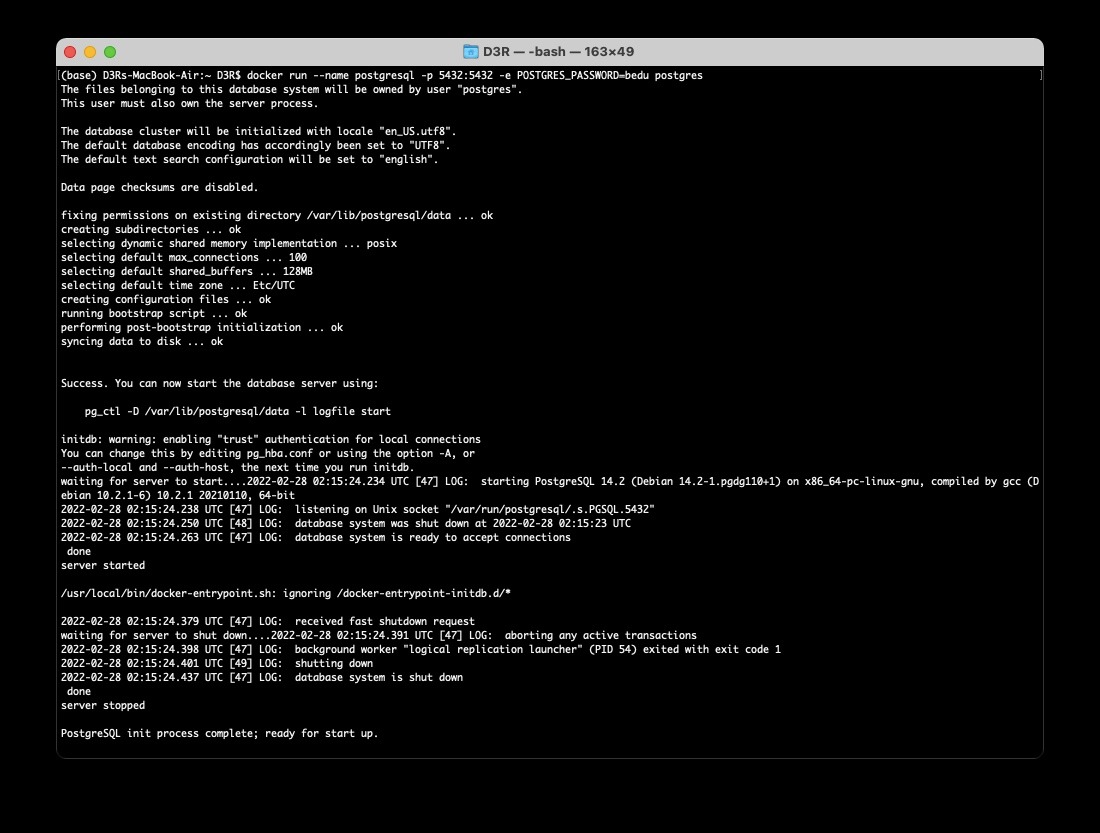 D3R — -bash — 163×49
(base) D3Rs-MacBook-Air:~ D3R$ docker run --name postgresql -p 5432:5432 -e POSTGRES_PASSWORD=bedu postgres
The files belonging to this database system will be owned by user "postgres".
This user must also own the server process.
The database cluster will be initialized with locale "en_US.utf8".
The default database encoding has accordingly been set to "UTF8".
The default text search configuration will be set to "english".
Data page checksums are disabled.
fixing permissions on existing directory /var/lib/postgresql/data ... ok
creating subdirectories ... ok
selecting dynamic shared memory implementation ... posix
selecting default max_connections ... 100
selecting default shared_buffers ... 128MB
selecting default time zone ... Etc/UTC
creating configuration files ... ok
running bootstrap script ... ok
performing post-bootstrap initialization ... ok
syncing data to disk ... ok
Success. You can now start the database server using:
    pg_ctl -D /var/lib/postgresql/data -l logfile start
initdb: warning: enabling "trust" authentication for local connections
You can change this by editing pg_hba.conf or using the option -A, or
--auth-local and --auth-host, the next time you run initdb.
waiting for server to start....2022-02-28 02:15:24.234 UTC [47] LOG:  starting PostgreSQL 14.2 (Debian 14.2-1.pgdg110+1) on x86_64-pc-linux-gnu, compiled by gcc (D
ebian 10.2.1-6) 10.2.1 20210110, 64-bit
2022-02-28 02:15:24.238 UTC [47] LOG:  listening on Unix socket "/var/run/postgresql/.s.PGSQL.5432"
2022-02-28 02:15:24.250 UTC [48] LOG:  database system was shut down at 2022-02-28 02:15:23 UTC
2022-02-28 02:15:24.263 UTC [47] LOG:  database system is ready to accept connections
 done
server started
/usr/local/bin/docker-entrypoint.sh: ignoring /docker-entrypoint-initdb.d/*
2022-02-28 02:15:24.379 UTC [47] LOG:  received fast shutdown request
waiting for server to shut down....2022-02-28 02:15:24.391 UTC [47] LOG:  aborting any active transactions
2022-02-28 02:15:24.398 UTC [47] LOG:  background worker "logical replication launcher" (PID 54) exited with exit code 1
2022-02-28 02:15:24.401 UTC [49] LOG:  shutting down
2022-02-28 02:15:24.437 UTC [47] LOG:  database system is shut down
 done
server stopped
PostgreSQL init process complete; ready for start up.